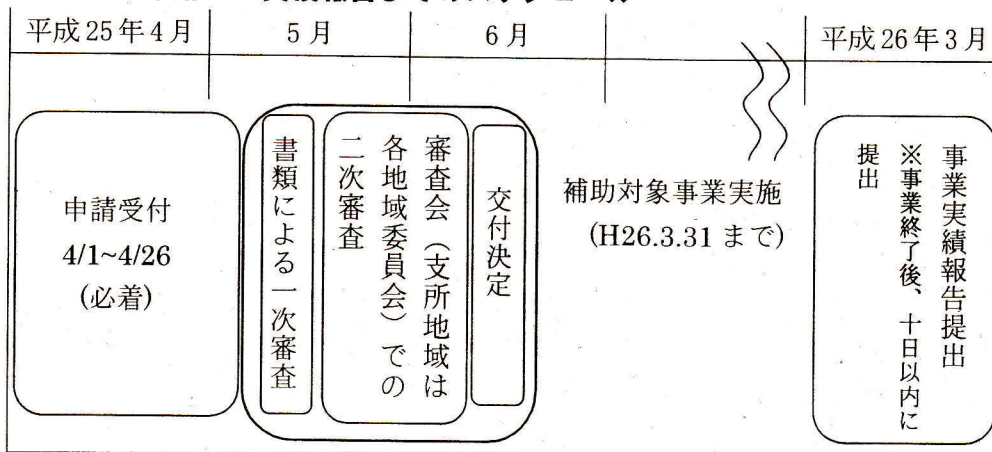 平成25年4月
5月
6月
平成26年3月
申請受付
4/1~4/26
(必着)
書類による一次審査
審査会（支所地域は
各地域委員会）での
二次審査
交付決定
補助対象事業実施
(H26.3.31まで)
事業実績報告提出
※事業終了後、十日以内に
提出